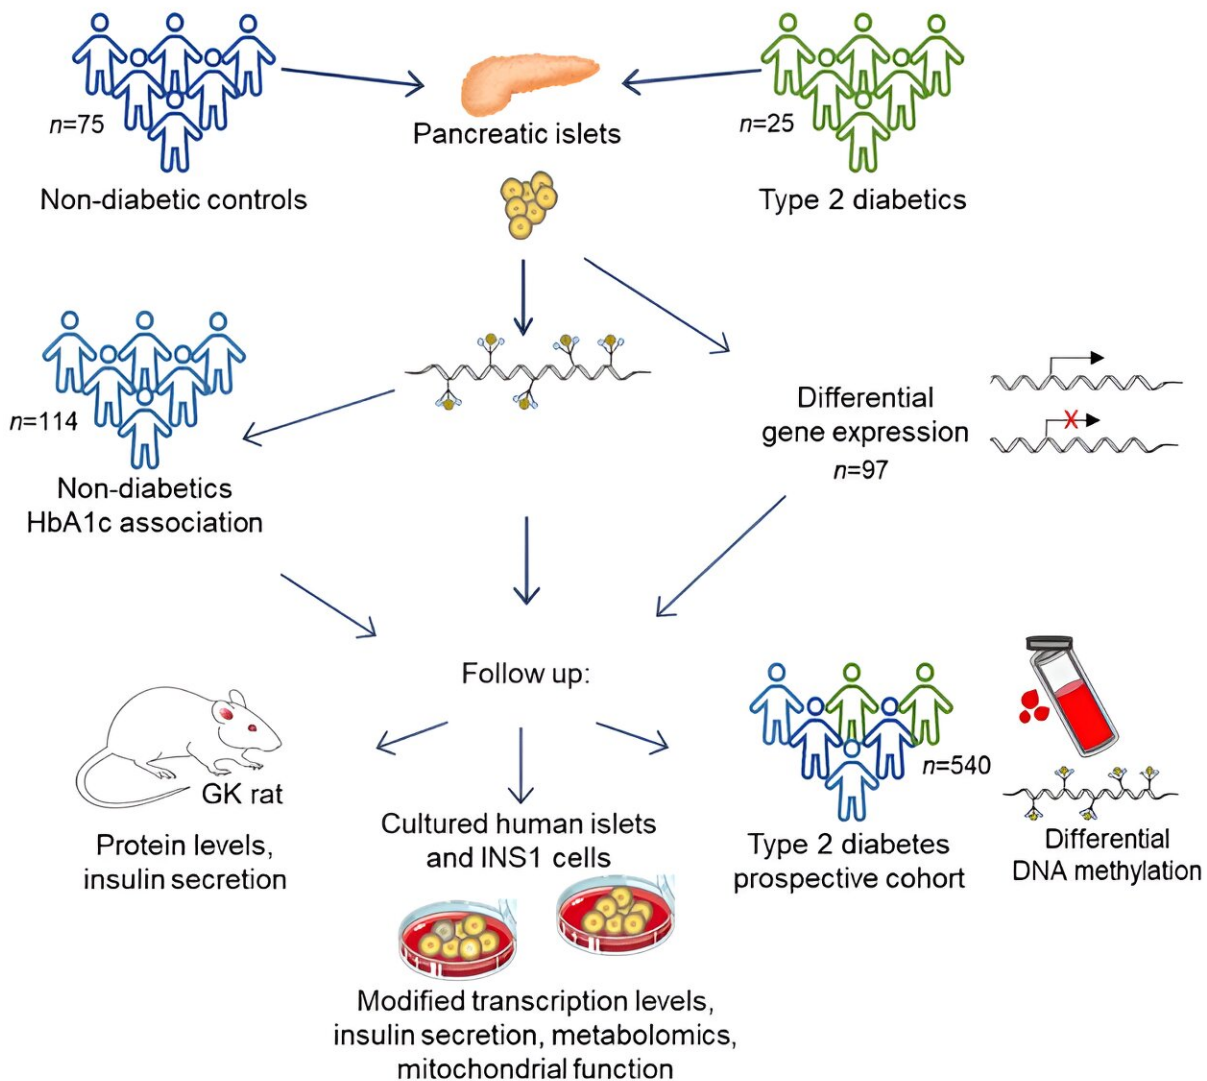 n=75
Non-diabetic controls
Pancreatic islets
n=25
Type 2 diabetics
n=114
Non-diabetics
HbA1c association
Differential
gene expression
n=97
Follow up:
GK rat
Protein levels,
insulin secretion
Cultured human islets
and INS1 cells
Modified transcription levels,
insulin secretion, metabolomics,
mitochondrial function
n=540
Type 2 diabetes
prospective cohort
Differential
DNA methylation